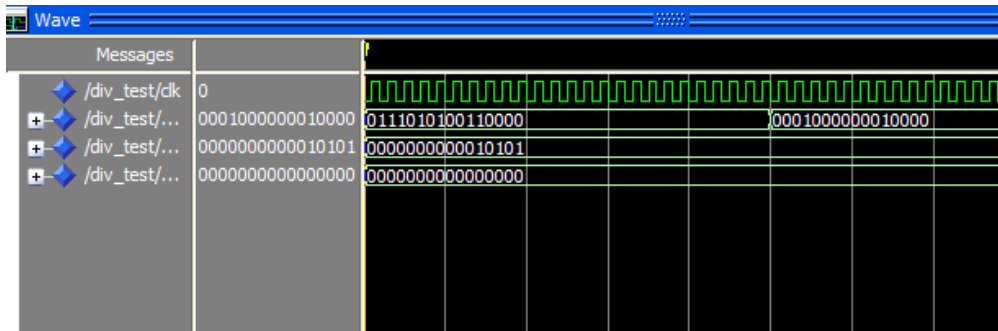 Wave
Messages
/div_test/clk 0
/div_test/... 0001000000010000 0111010100110000 0001000000010000
/div_test/... 0000000000010101 0000000000010101
/div_test/... 0000000000000000 0000000000000000